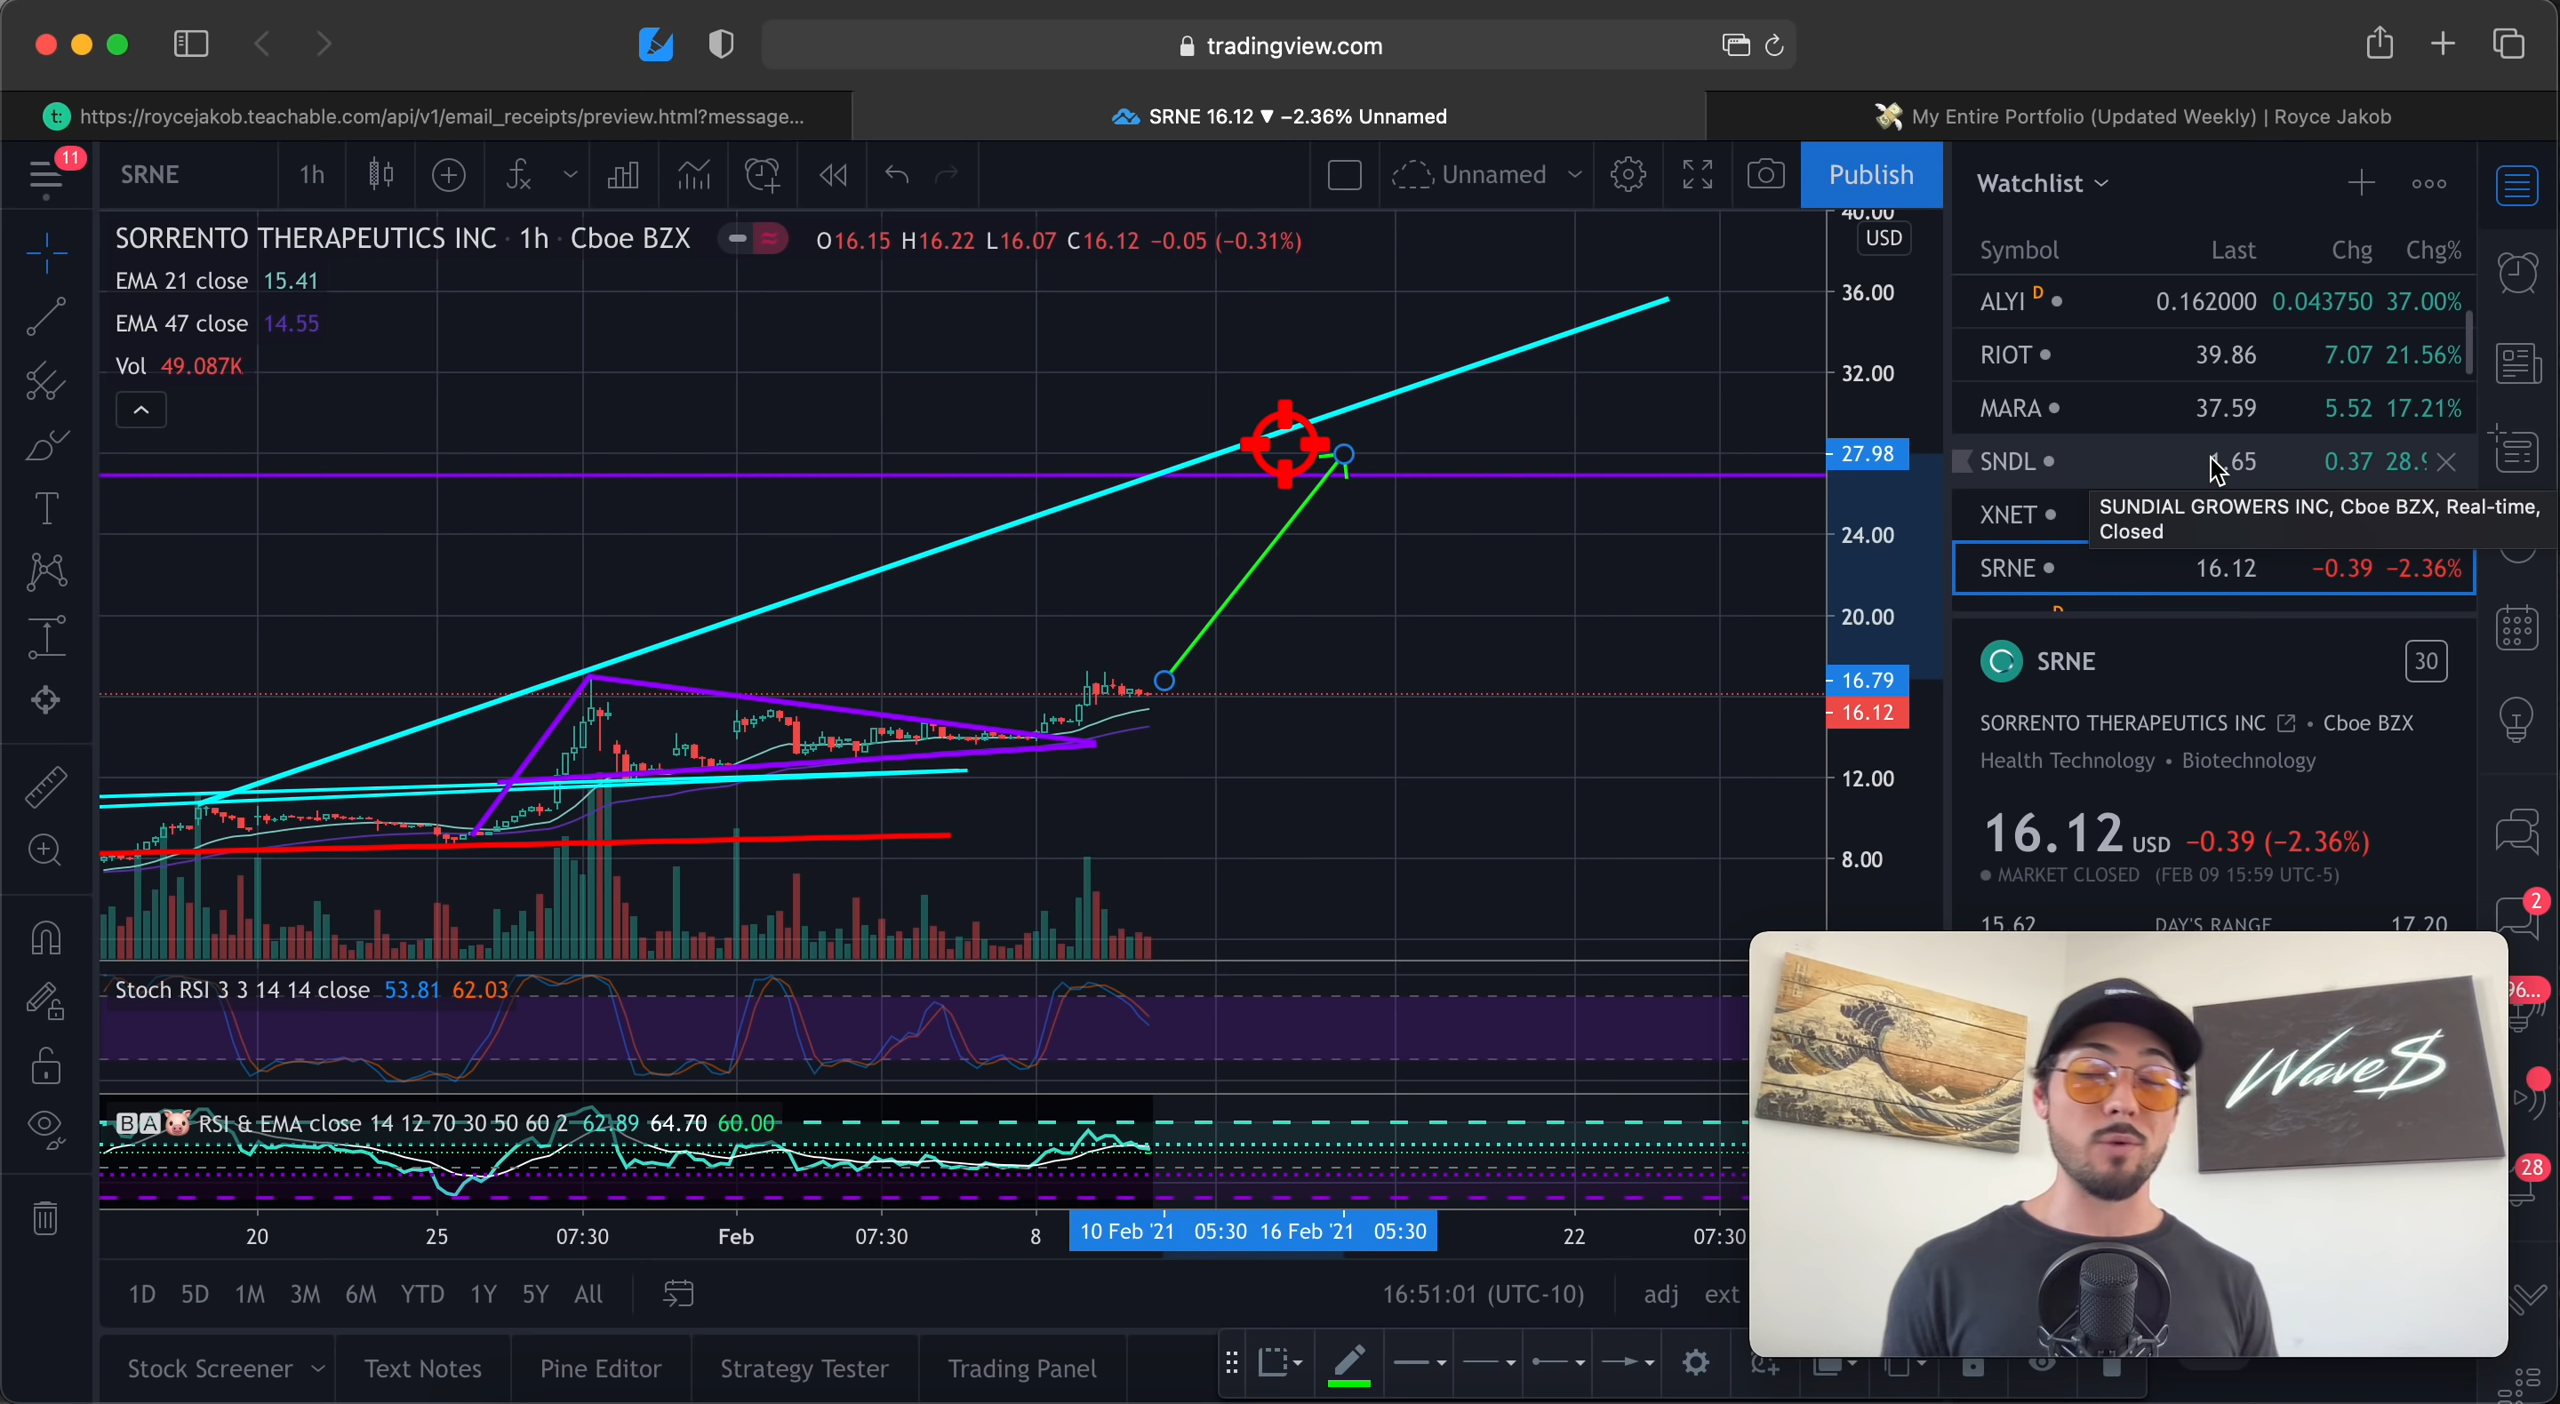 tradingview.com
t: https://roycejakob.teachable.com/api/v1/email_receipts/preview.html?message...
SRNE 16.12 ▼ −2.36% Unnamed
My Entire Portfolio (Updated Weekly) | Royce Jakob
11
SRNE
1h
Unnamed
Publish
Watchlist
SORRENTO THERAPEUTICS INC · 1h · Cboe BZX
O16.15 H16.22 L16.07 C16.12 −0.05 (−0.31%)
EMA 21 close 15.41
EMA 47 close 14.55
Vol 49.087K
40.00
USD
36.00
32.00
27.98
24.00
20.00
16.79
16.12
12.00
8.00
Symbol Last Chg Chg%
ALYI D 0.162000 0.043750 37.00%
RIOT 39.86 7.07 21.56%
MARA 37.59 5.52 17.21%
SNDL .65 0.37 28.
XNET
SUNDIAL GROWERS INC, Cboe BZX, Real-time,
Closed
SRNE 16.12 −0.39 −2.36%
D
SRNE
30
SORRENTO THERAPEUTICS INC • Cboe BZX
Health Technology • Biotechnology
16.12 USD −0.39 (−2.36%)
MARKET CLOSED (FEB 09 15:59 UTC-5)
15.62 DAY'S RANGE 17.20
2
96...
28
Wave$
Stoch RSI 3 3 14 14 close 53.81 62.03
BA RSI & EMA close 14 12 70 30 50 60 2 62.89 64.70 60.00
20 25 07:30 Feb 07:30 8 10 Feb '21 05:30 16 Feb '21 05:30 22 07:30
1D 5D 1M 3M 6M YTD 1Y 5Y All
16:51:01 (UTC-10)
adj ext
Stock Screener
Text Notes
Pine Editor
Strategy Tester
Trading Panel